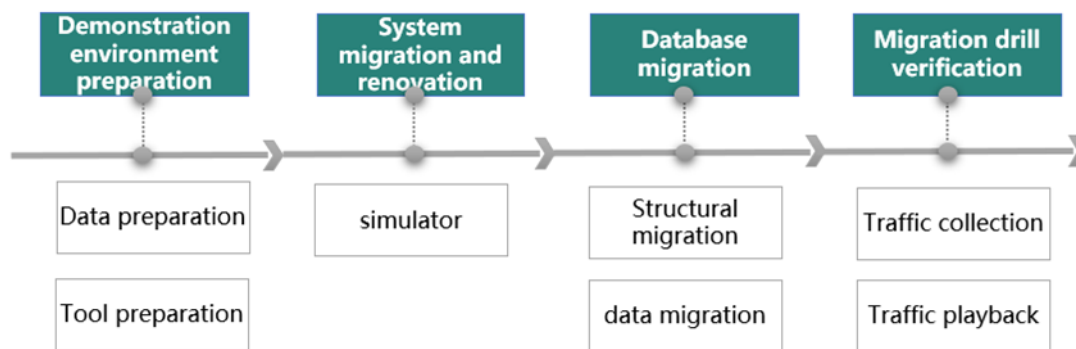 Demonstration
environment
preparation
System
migration and
renovation
Database
migration
Migration drill
verification
Data preparation
simulator
Structural
migration
Traffic collection
Tool preparation
data migration
Traffic playback